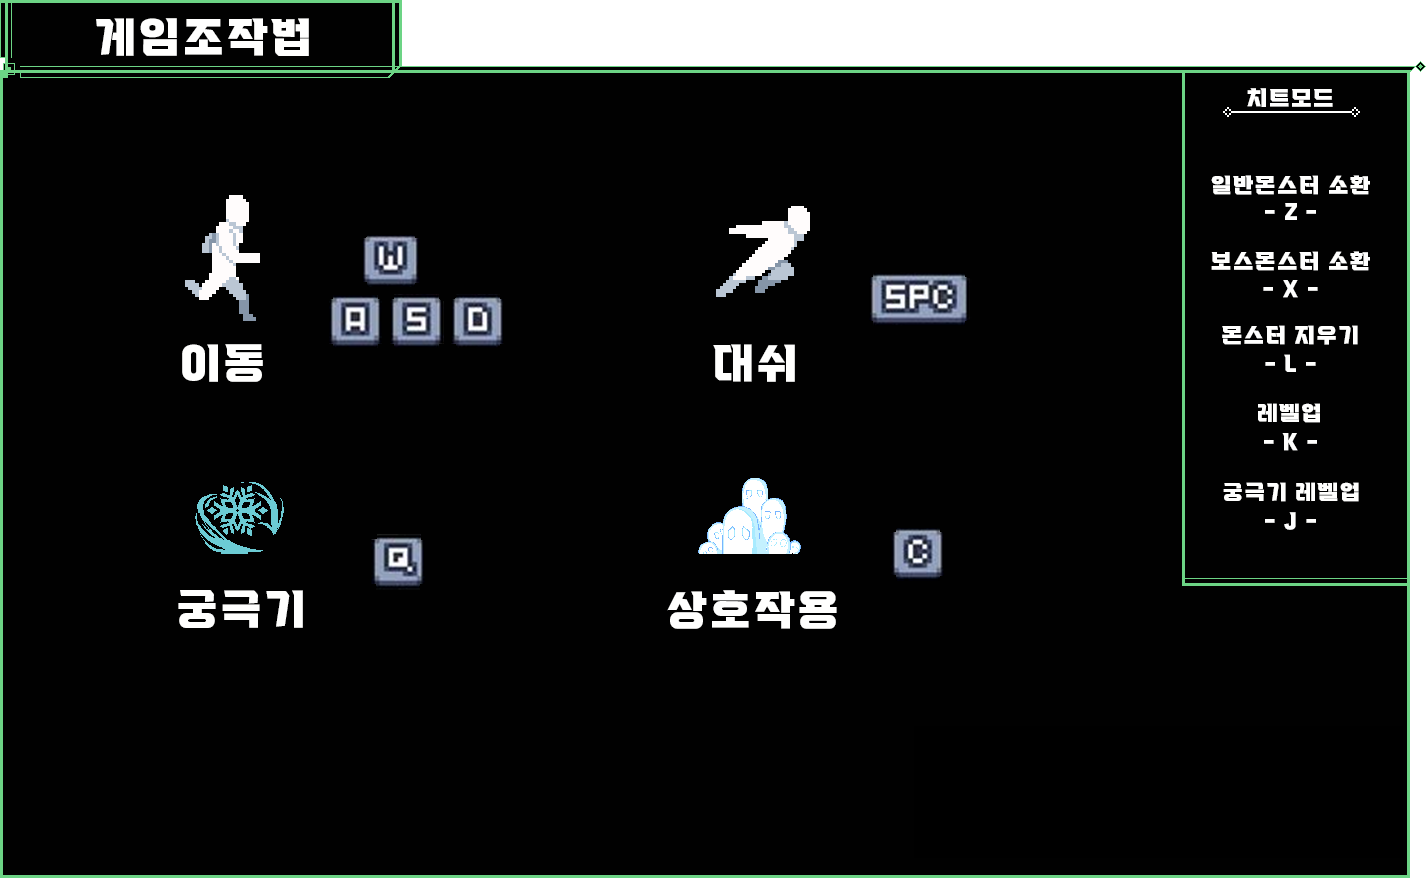 게임조작법
W
A S D
이동
SPC
대쉬
Q
궁극기
C
상호작용
치트모드
일반몬스터 소환
- Z -
보스몬스터 소환
- X -
몬스터 지우기
- L -
레벨업
- K -
궁극기 레벨업
- J -